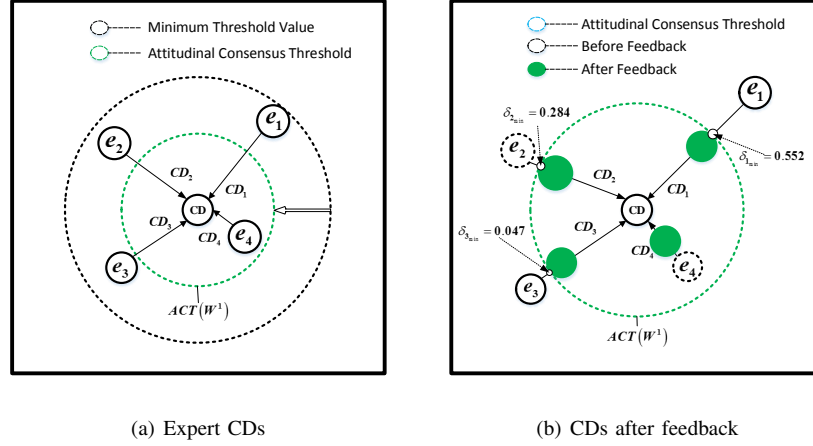 Minimum Threshold Value
Attitudinal Consensus Threshold
e₁
e₂
CD₂
CD₁
CD
CD₃
CD₄
e₄
e₃
ACT(W¹)
(a) Expert CDs
Attitudinal Consensus Threshold
Before Feedback
After Feedback
e₁
δ₂ₘᵢₙ = 0.284
e₂
δ₁ₘᵢₙ = 0.552
CD₂
CD₁
CD
CD₃
δ₃ₘᵢₙ = 0.047
CD₄
e₄
e₃
ACT(W¹)
(b) CDs after feedback